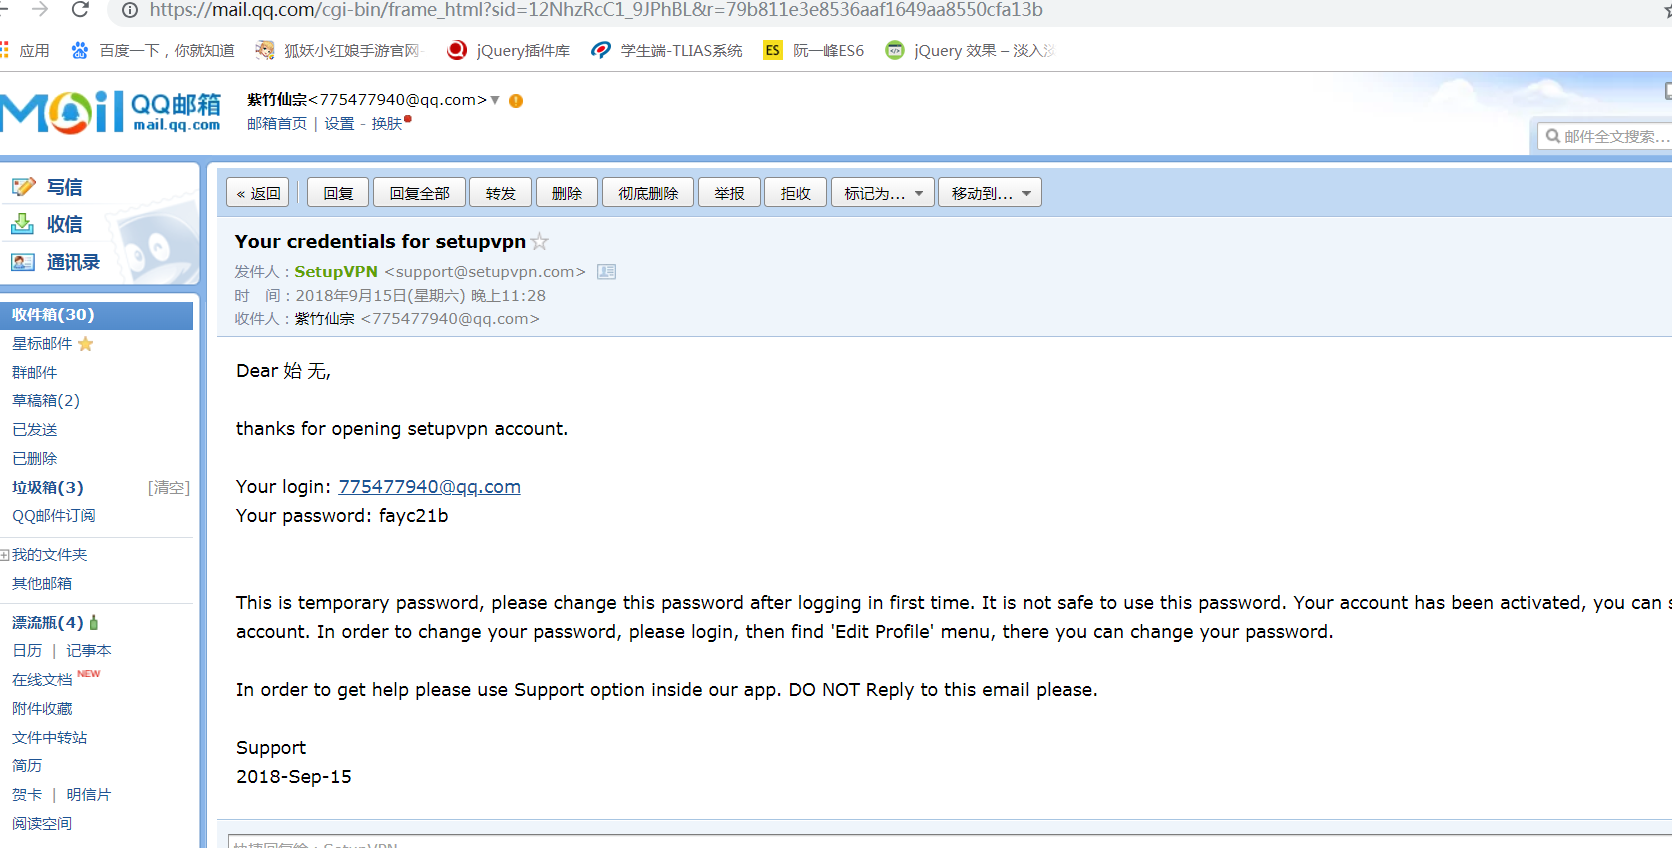 https://mail.qq.com/cgi-bin/frame_html?sid=12NhzRcC1_9JPhBL&r=79b811e3e8536aaf1649aa8550cfa13b
应用 百度一下，你就知道 狐妖小红娘手游官网- jQuery插件库 学生端-TLIAS系统 ES 阮一峰ES6 jQuery 效果 – 淡入淡
Mail QQ邮箱
mail.qq.com
紫竹仙宗<775477940@qq.com>
邮箱首页 | 设置 - 换肤
邮件全文搜索...
写信
收信
通讯录
收件箱(30)
星标邮件
群邮件
草稿箱(2)
已发送
已删除
垃圾箱(3) [清空]
QQ邮件订阅
我的文件夹
其他邮箱
漂流瓶(4)
日历 | 记事本
在线文档 NEW
附件收藏
文件中转站
简历
贺卡 | 明信片
阅读空间
« 返回 回复 回复全部 转发 删除 彻底删除 举报 拒收 标记为... 移动到...
Your credentials for setupvpn
发件人：SetupVPN <support@setupvpn.com>
时 间：2018年9月15日(星期六) 晚上11:28
收件人：紫竹仙宗 <775477940@qq.com>
Dear 始 无,
thanks for opening setupvpn account.
Your login: 775477940@qq.com
Your password: fayc21b
This is temporary password, please change this password after logging in first time. It is not safe to use this password. Your account has been activated, you can s
account. In order to change your password, please login, then find 'Edit Profile' menu, there you can change your password.
In order to get help please use Support option inside our app. DO NOT Reply to this email please.
Support
2018-Sep-15
快捷回复给：SetupVPN